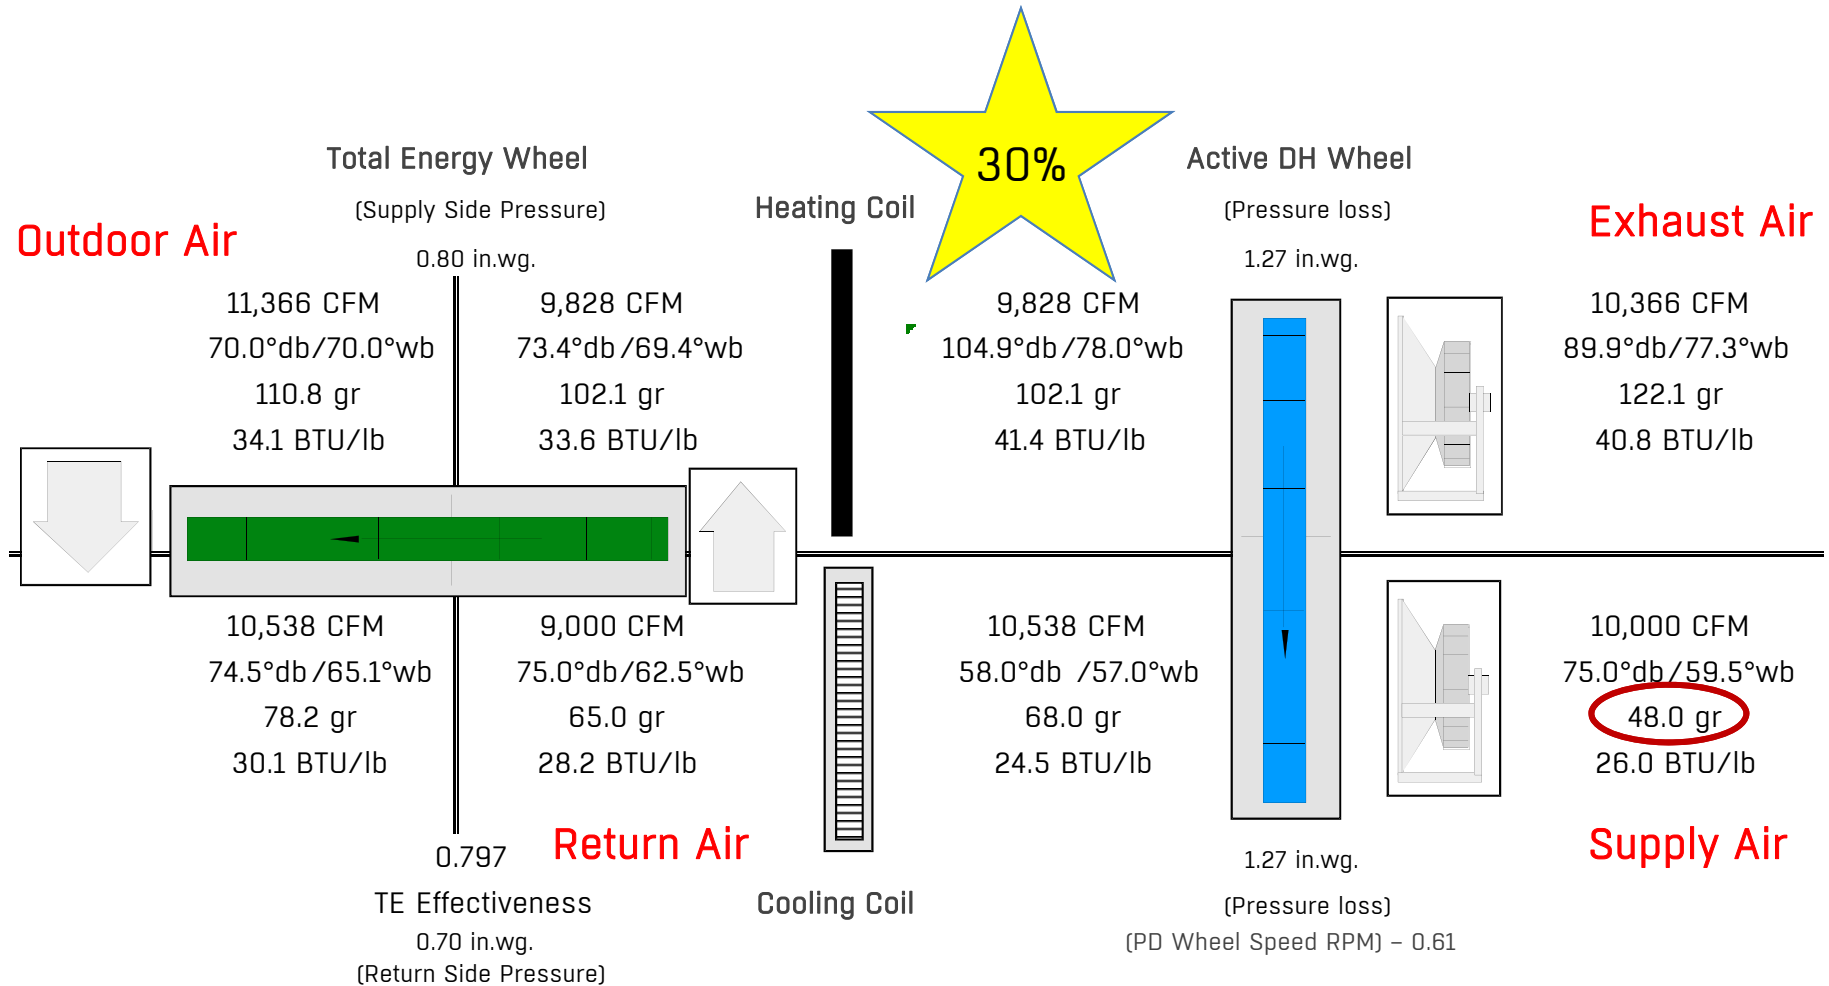 30%
Total Energy Wheel
(Supply Side Pressure)
0.80 in.wg.
Heating Coil
Active DH Wheel
(Pressure loss)
1.27 in.wg.
Outdoor Air
Exhaust Air
11,366 CFM
70.0°db/70.0°wb
110.8 gr
34.1 BTU/lb
9,828 CFM
73.4°db/69.4°wb
102.1 gr
33.6 BTU/lb
9,828 CFM
104.9°db/78.0°wb
102.1 gr
41.4 BTU/lb
10,366 CFM
89.9°db/77.3°wb
122.1 gr
40.8 BTU/lb
10,538 CFM
74.5°db/65.1°wb
78.2 gr
30.1 BTU/lb
9,000 CFM
75.0°db/62.5°wb
65.0 gr
28.2 BTU/lb
10,538 CFM
58.0°db /57.0°wb
68.0 gr
24.5 BTU/lb
10,000 CFM
75.0°db/59.5°wb
48.0 gr
26.0 BTU/lb
Return Air
Supply Air
0.797
TE Effectiveness
0.70 in.wg.
(Return Side Pressure)
Cooling Coil
1.27 in.wg.
(Pressure loss)
(PD Wheel Speed RPM) – 0.61